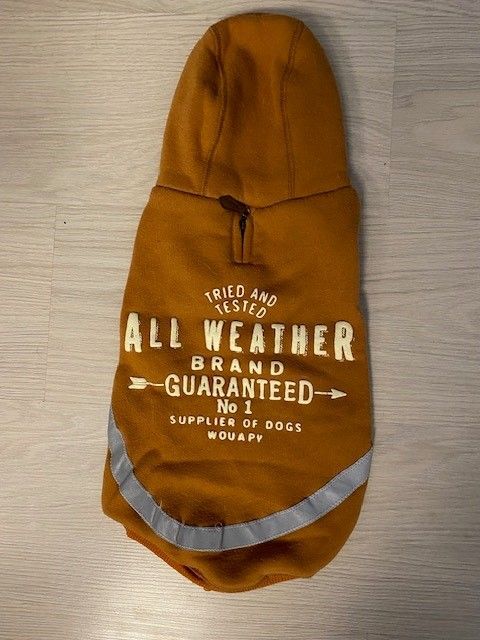 TRIED AND
TESTED
ALL WEATHER
BRAND
GUARANTEED
No 1
SUPPLIER OF DOGS
WOUAPY